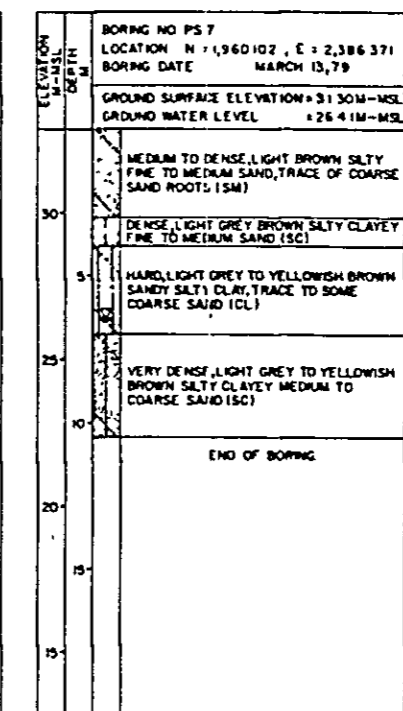 BORING NO PS 7
LOCATION N = 1,960 102 , E = 2,386 371
BORING DATE MARCH 13,79
ELEVATION M-MSL
DEPTH M
GROUND SURFACE ELEVATION = 31 30M-MSL
GROUND WATER LEVEL = 26 41M-MSL
MEDIUM TO DENSE, LIGHT BROWN SILTY
FINE TO MEDIUM SAND, TRACE OF COARSE
SAND ROOTS (SM)
30
DENSE, LIGHT GREY BROWN SILTY CLAYEY
FINE TO MEDIUM SAND (SC)
5
HARD, LIGHT GREY TO YELLOWISH BROWN
SANDY SILTY CLAY, TRACE TO SOME
COARSE SAND (CL)
25
VERY DENSE, LIGHT GREY TO YELLOWISH
BROWN SILTY CLAYEY MEDIUM TO
COARSE SAND (SC)
10
END OF BORING
20
15
15